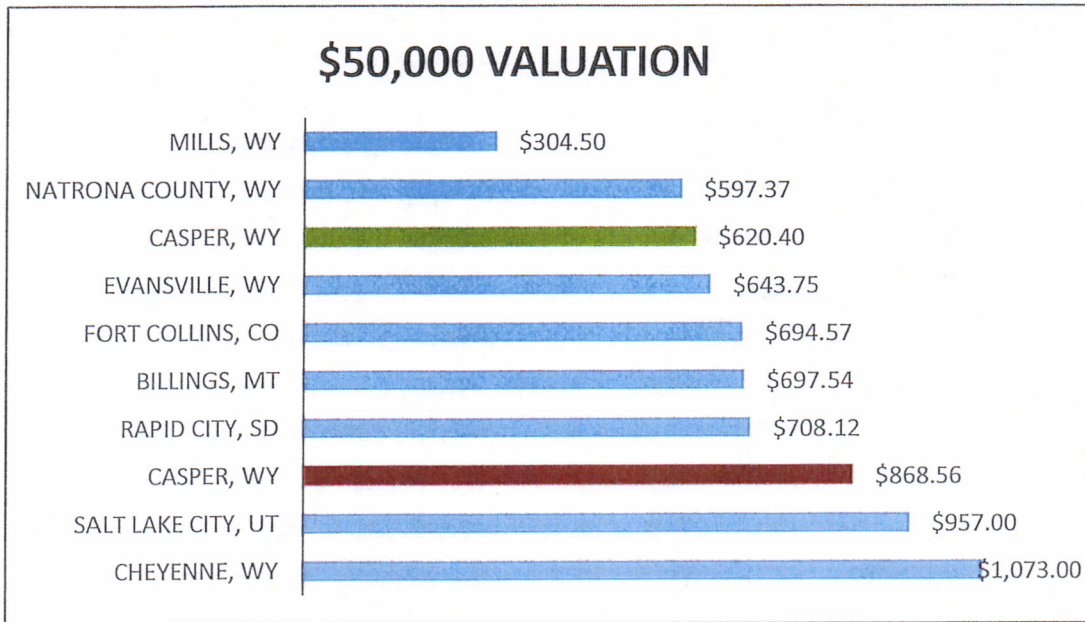 $50,000 VALUATION
MILLS, WY $304.50
NATRONA COUNTY, WY $597.37
CASPER, WY $620.40
EVANSVILLE, WY $643.75
FORT COLLINS, CO $694.57
BILLINGS, MT $697.54
RAPID CITY, SD $708.12
CASPER, WY $868.56
SALT LAKE CITY, UT $957.00
CHEYENNE, WY $1,073.00